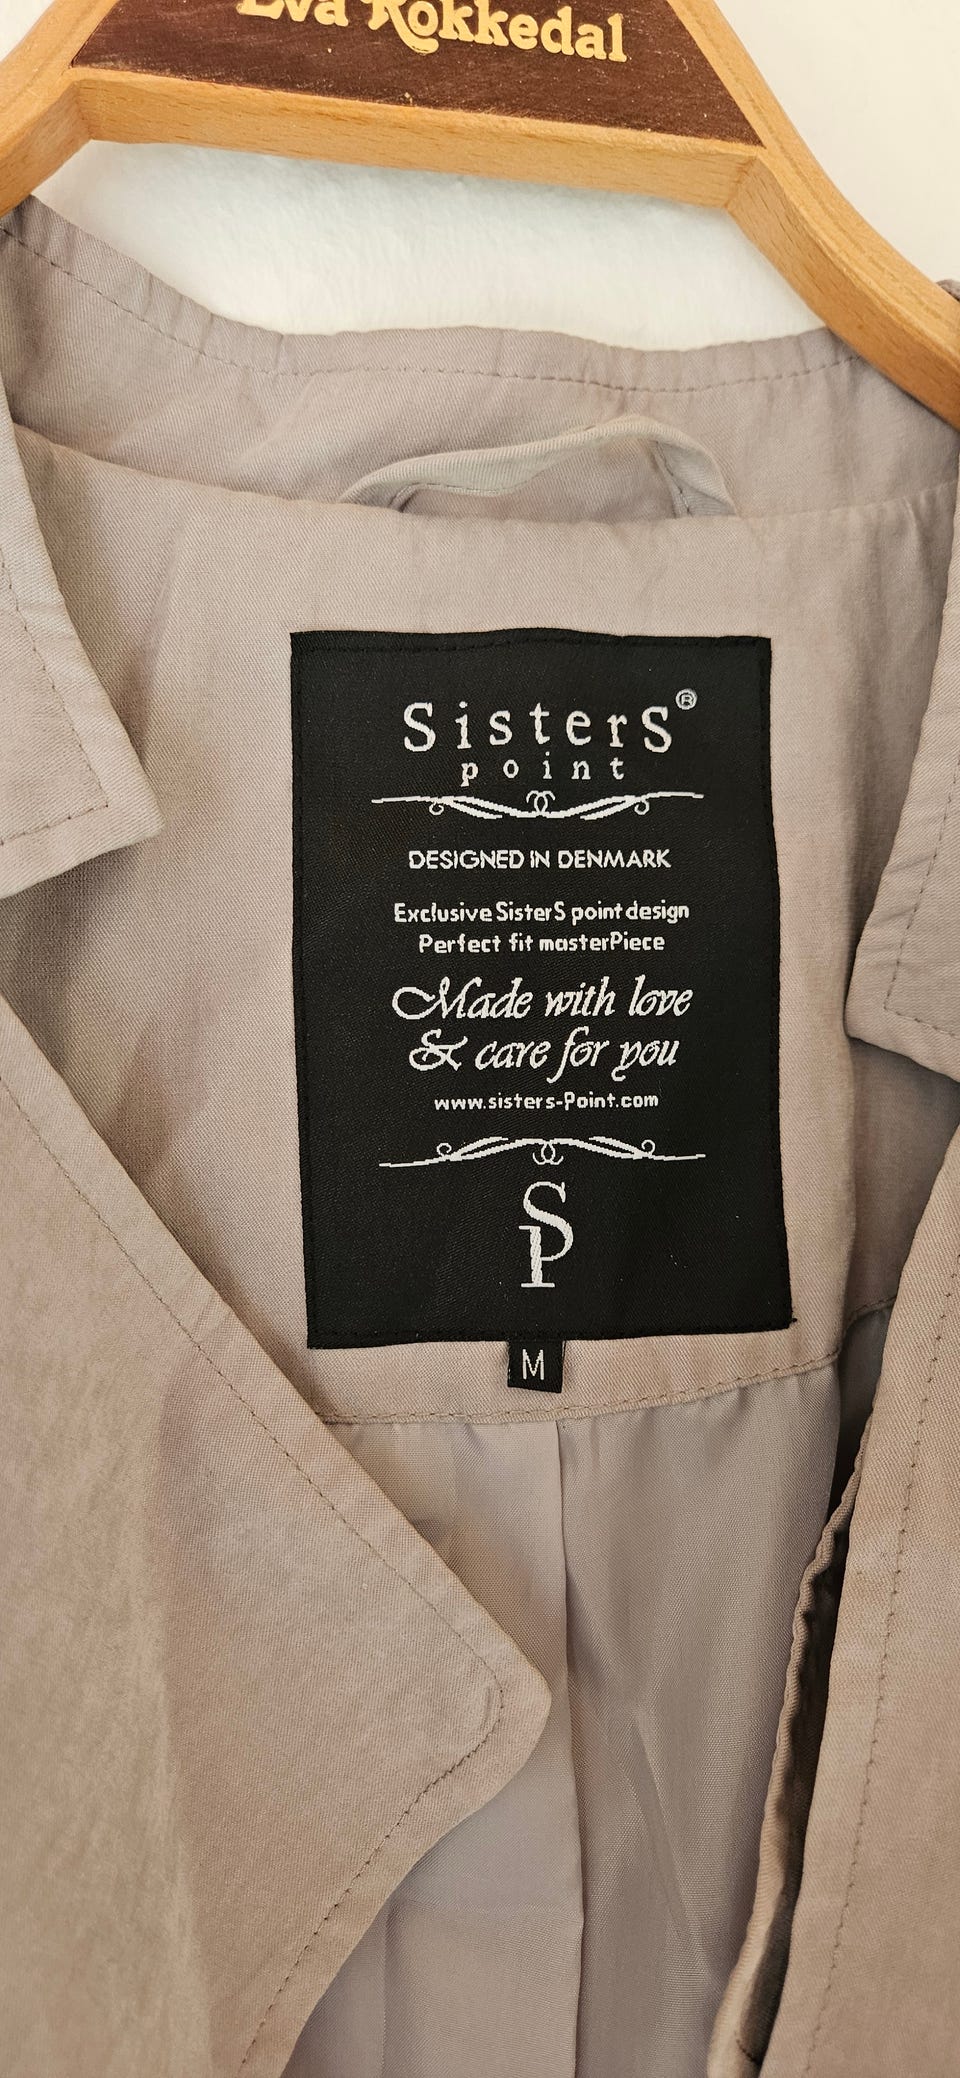 Eva Rokkedal
SisterS®
point
DESIGNED IN DENMARK
Exclusive SisterS point design
Perfect fit masterPiece
Made with love
& care for you
www.sisters-Point.com
SP
M